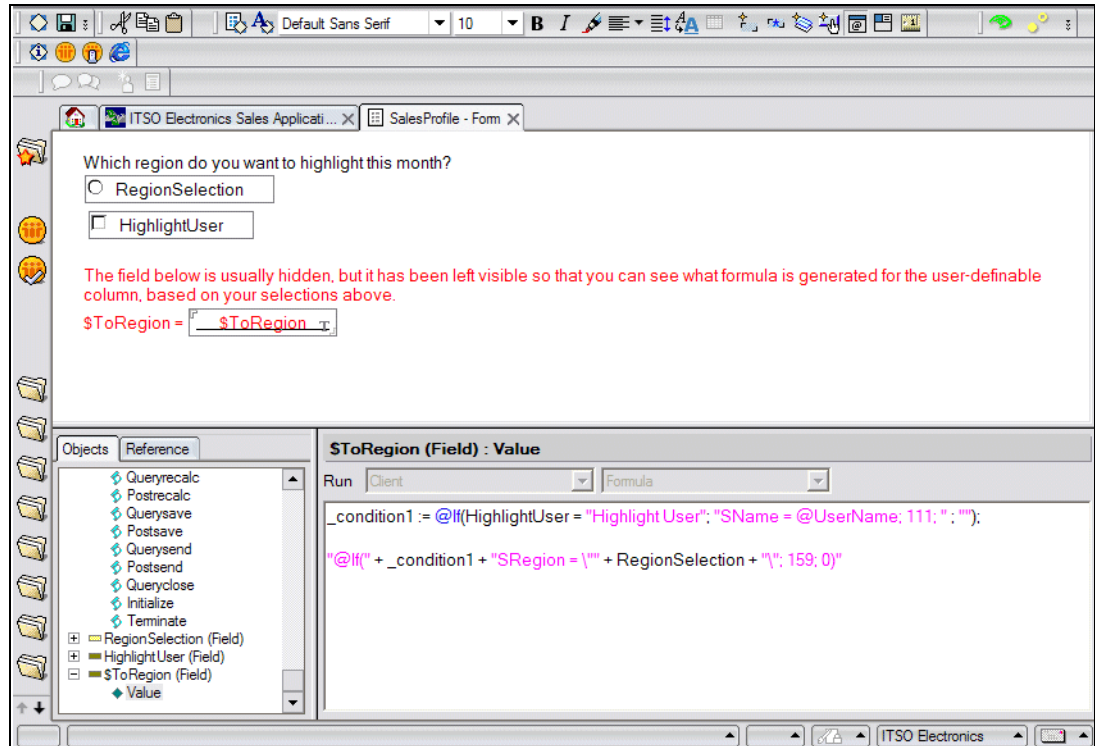 Default Sans Serif 10 B I
ITSO Electronics Sales Applicati... SalesProfile - Form
Which region do you want to highlight this month?
RegionSelection
HighlightUser
The field below is usually hidden, but it has been left visible so that you can see what formula is generated for the user-definable
column, based on your selections above.
$ToRegion = $ToRegion T
Objects Reference
Queryrecalc
Postrecalc
Querysave
Postsave
Querysend
Postsend
Queryclose
Initialize
Terminate
RegionSelection (Field)
HighlightUser (Field)
$ToRegion (Field)
Value
$ToRegion (Field) : Value
Run Client Formula
_condition1 := @If(HighlightUser = "Highlight User"; "SName = @UserName; 111; " ; "");
"@If(" + _condition1 + "SRegion = \"" + RegionSelection + "\"; 159; 0)"
ITSO Electronics